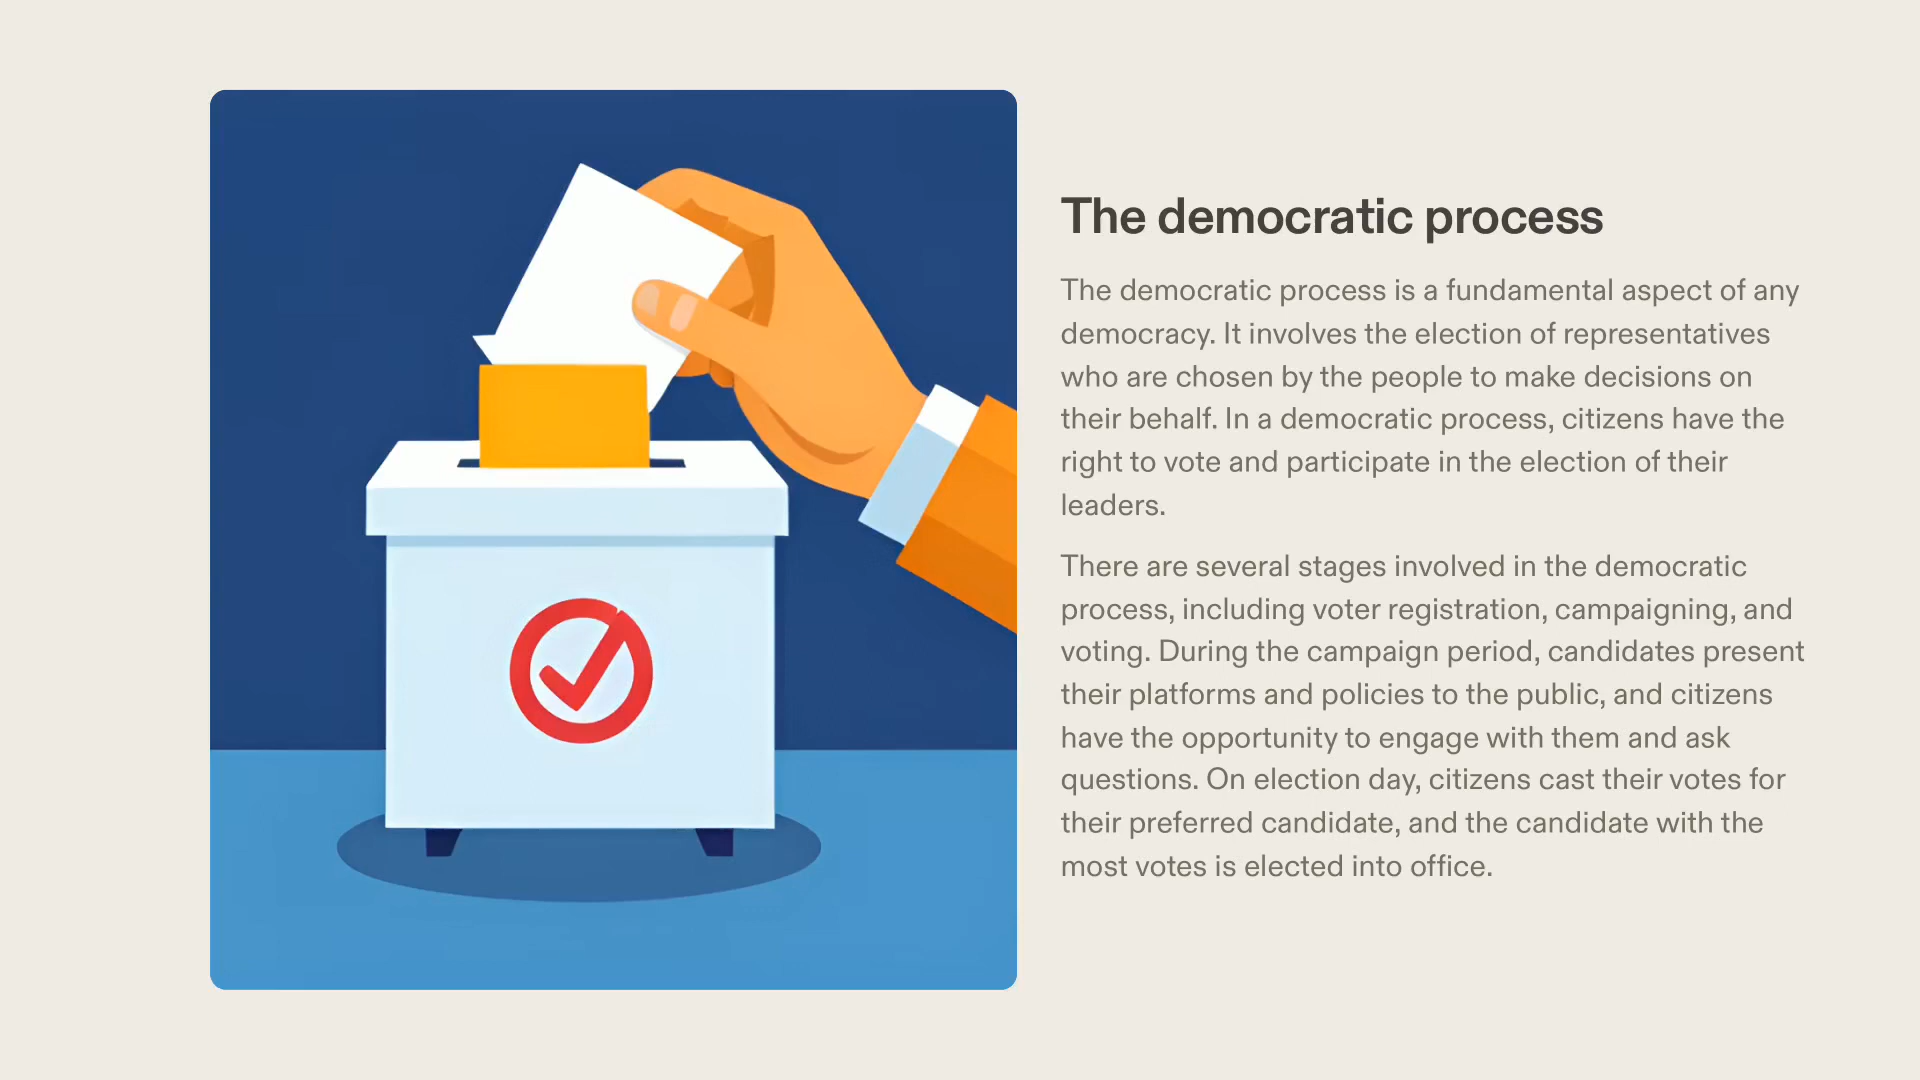 The democratic process
The democratic process is a fundamental aspect of any
democracy. It involves the election of representatives
who are chosen by the people to make decisions on
their behalf. In a democratic process, citizens have the
right to vote and participate in the election of their
leaders.
There are several stages involved in the democratic
process, including voter registration, campaigning, and
voting. During the campaign period, candidates present
their platforms and policies to the public, and citizens
have the opportunity to engage with them and ask
questions. On election day, citizens cast their votes for
their preferred candidate, and the candidate with the
most votes is elected into office.